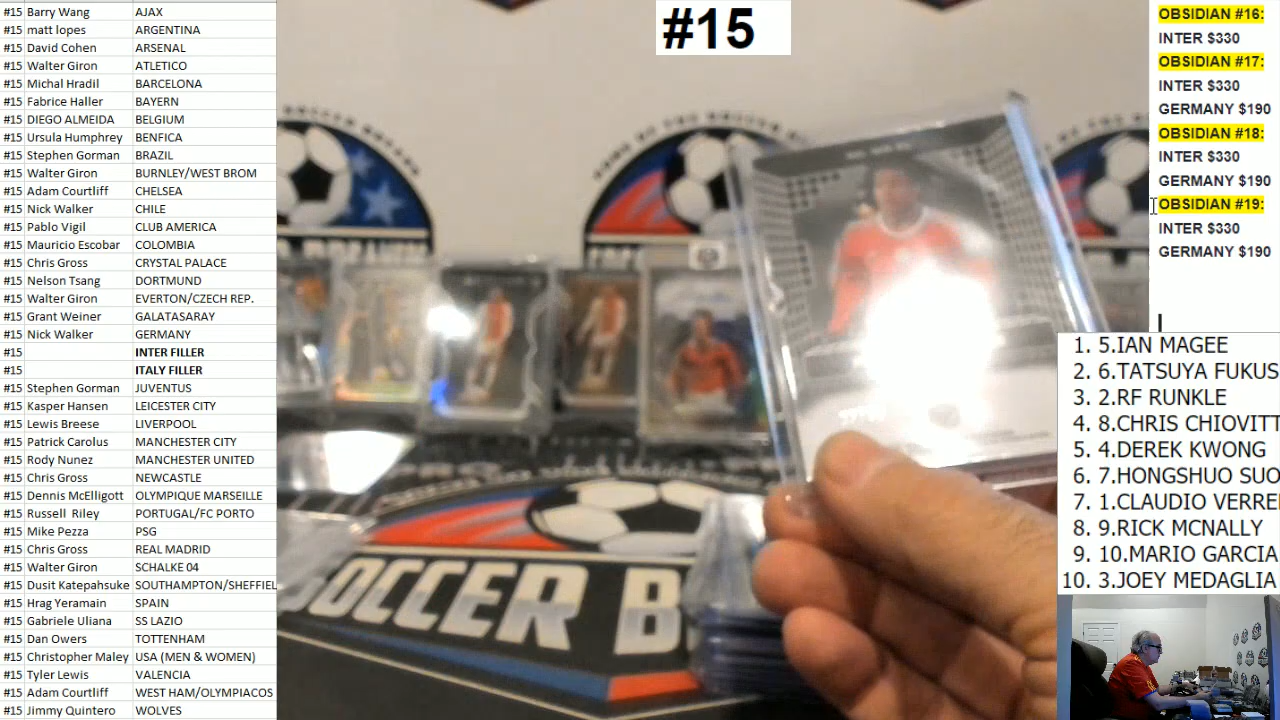 #15 Barry Wang AJAX
#15 matt lopes ARGENTINA
#15 David Cohen ARSENAL
#15 Walter Giron ATLETICO
#15 Michal Hradil BARCELONA
#15 Fabrice Haller BAYERN
#15 DIEGO ALMEIDA BELGIUM
#15 Ursula Humphrey BENFICA
#15 Stephen Gorman BRAZIL
#15 Walter Giron BURNLEY/WEST BROM
#15 Adam Courtliff CHELSEA
#15 Nick Walker CHILE
#15 Pablo Vigil CLUB AMERICA
#15 Mauricio Escobar COLOMBIA
#15 Chris Gross CRYSTAL PALACE
#15 Nelson Tsang DORTMUND
#15 Walter Giron EVERTON/CZECH REP.
#15 Grant Weiner GALATASARAY
#15 Nick Walker GERMANY
#15 INTER FILLER
#15 ITALY FILLER
#15 Stephen Gorman JUVENTUS
#15 Kasper Hansen LEICESTER CITY
#15 Lewis Breese LIVERPOOL
#15 Patrick Carolus MANCHESTER CITY
#15 Rody Nunez MANCHESTER UNITED
#15 Chris Gross NEWCASTLE
#15 Dennis McElligott OLYMPIQUE MARSEILLE
#15 Russell Riley PORTUGAL/FC PORTO
#15 Mike Pezza PSG
#15 Chris Gross REAL MADRID
#15 Walter Giron SCHALKE 04
#15 Dusit Katepahsuke SOUTHAMPTON/SHEFFIEL
#15 Hrag Yeramain SPAIN
#15 Gabriele Uliana SS LAZIO
#15 Dan Owers TOTTENHAM
#15 Christopher Maley USA (MEN & WOMEN)
#15 Tyler Lewis VALENCIA
#15 Adam Courtliff WEST HAM/OLYMPIACOS
#15 Jimmy Quintero WOLVES
#15
SOCCER B
OBSIDIAN #16:
INTER $330
OBSIDIAN #17:
INTER $330
GERMANY $190
OBSIDIAN #18:
INTER $330
GERMANY $190
OBSIDIAN #19:
INTER $330
GERMANY $190
1. 5.IAN MAGEE
2. 6.TATSUYA FUKUS
3. 2.RF RUNKLE
4. 8.CHRIS CHIOVITT
5. 4.DEREK KWONG
6. 7.HONGSHUO SUO
7. 1.CLAUDIO VERRE
8. 9.RICK MCNALLY
9. 10.MARIO GARCIA
10. 3.JOEY MEDAGLIA